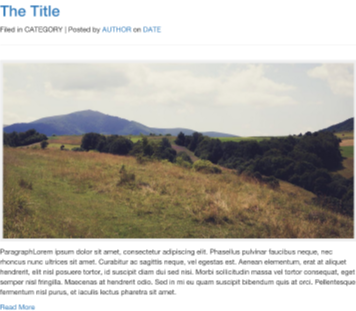 The Title
Filed in CATEGORY | Posted by AUTHOR on DATE
ParagraphLorem ipsum dolor sit amet, consectetur adipiscing elit. Phasellus pulvinar faucibus neque, nec
rhoncus nunc ultrices sit amet. Curabitur ac sagittis neque, vel egestas est. Aenean elementum, erat at aliquet
hendrerit, elit nisl posuere tortor, id suscipit diam dui sed nisi. Morbi sollicitudin massa vel tortor consequat, eget
semper nisl fringilla. Maecenas at hendrerit odio. Sed in mi eu quam suscipit bibendum quis at orci. Pellentesque
fermentum nisl purus, et iaculis lectus pharetra sit amet.
Read More